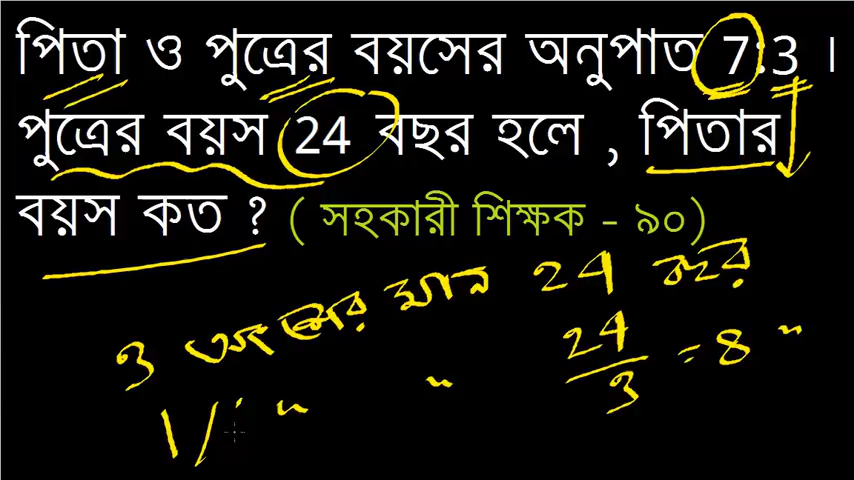 পিতা ও পুত্রের বয়সের অনুপাত 7:3 ।
পুত্রের বয়স 24 বছর হলে , পিতার
বয়স কত ? ( সহকারী শিক্ষক - ৯০)
3 অংশের মান 24 বছর
1 " " 24/3 = 8 "